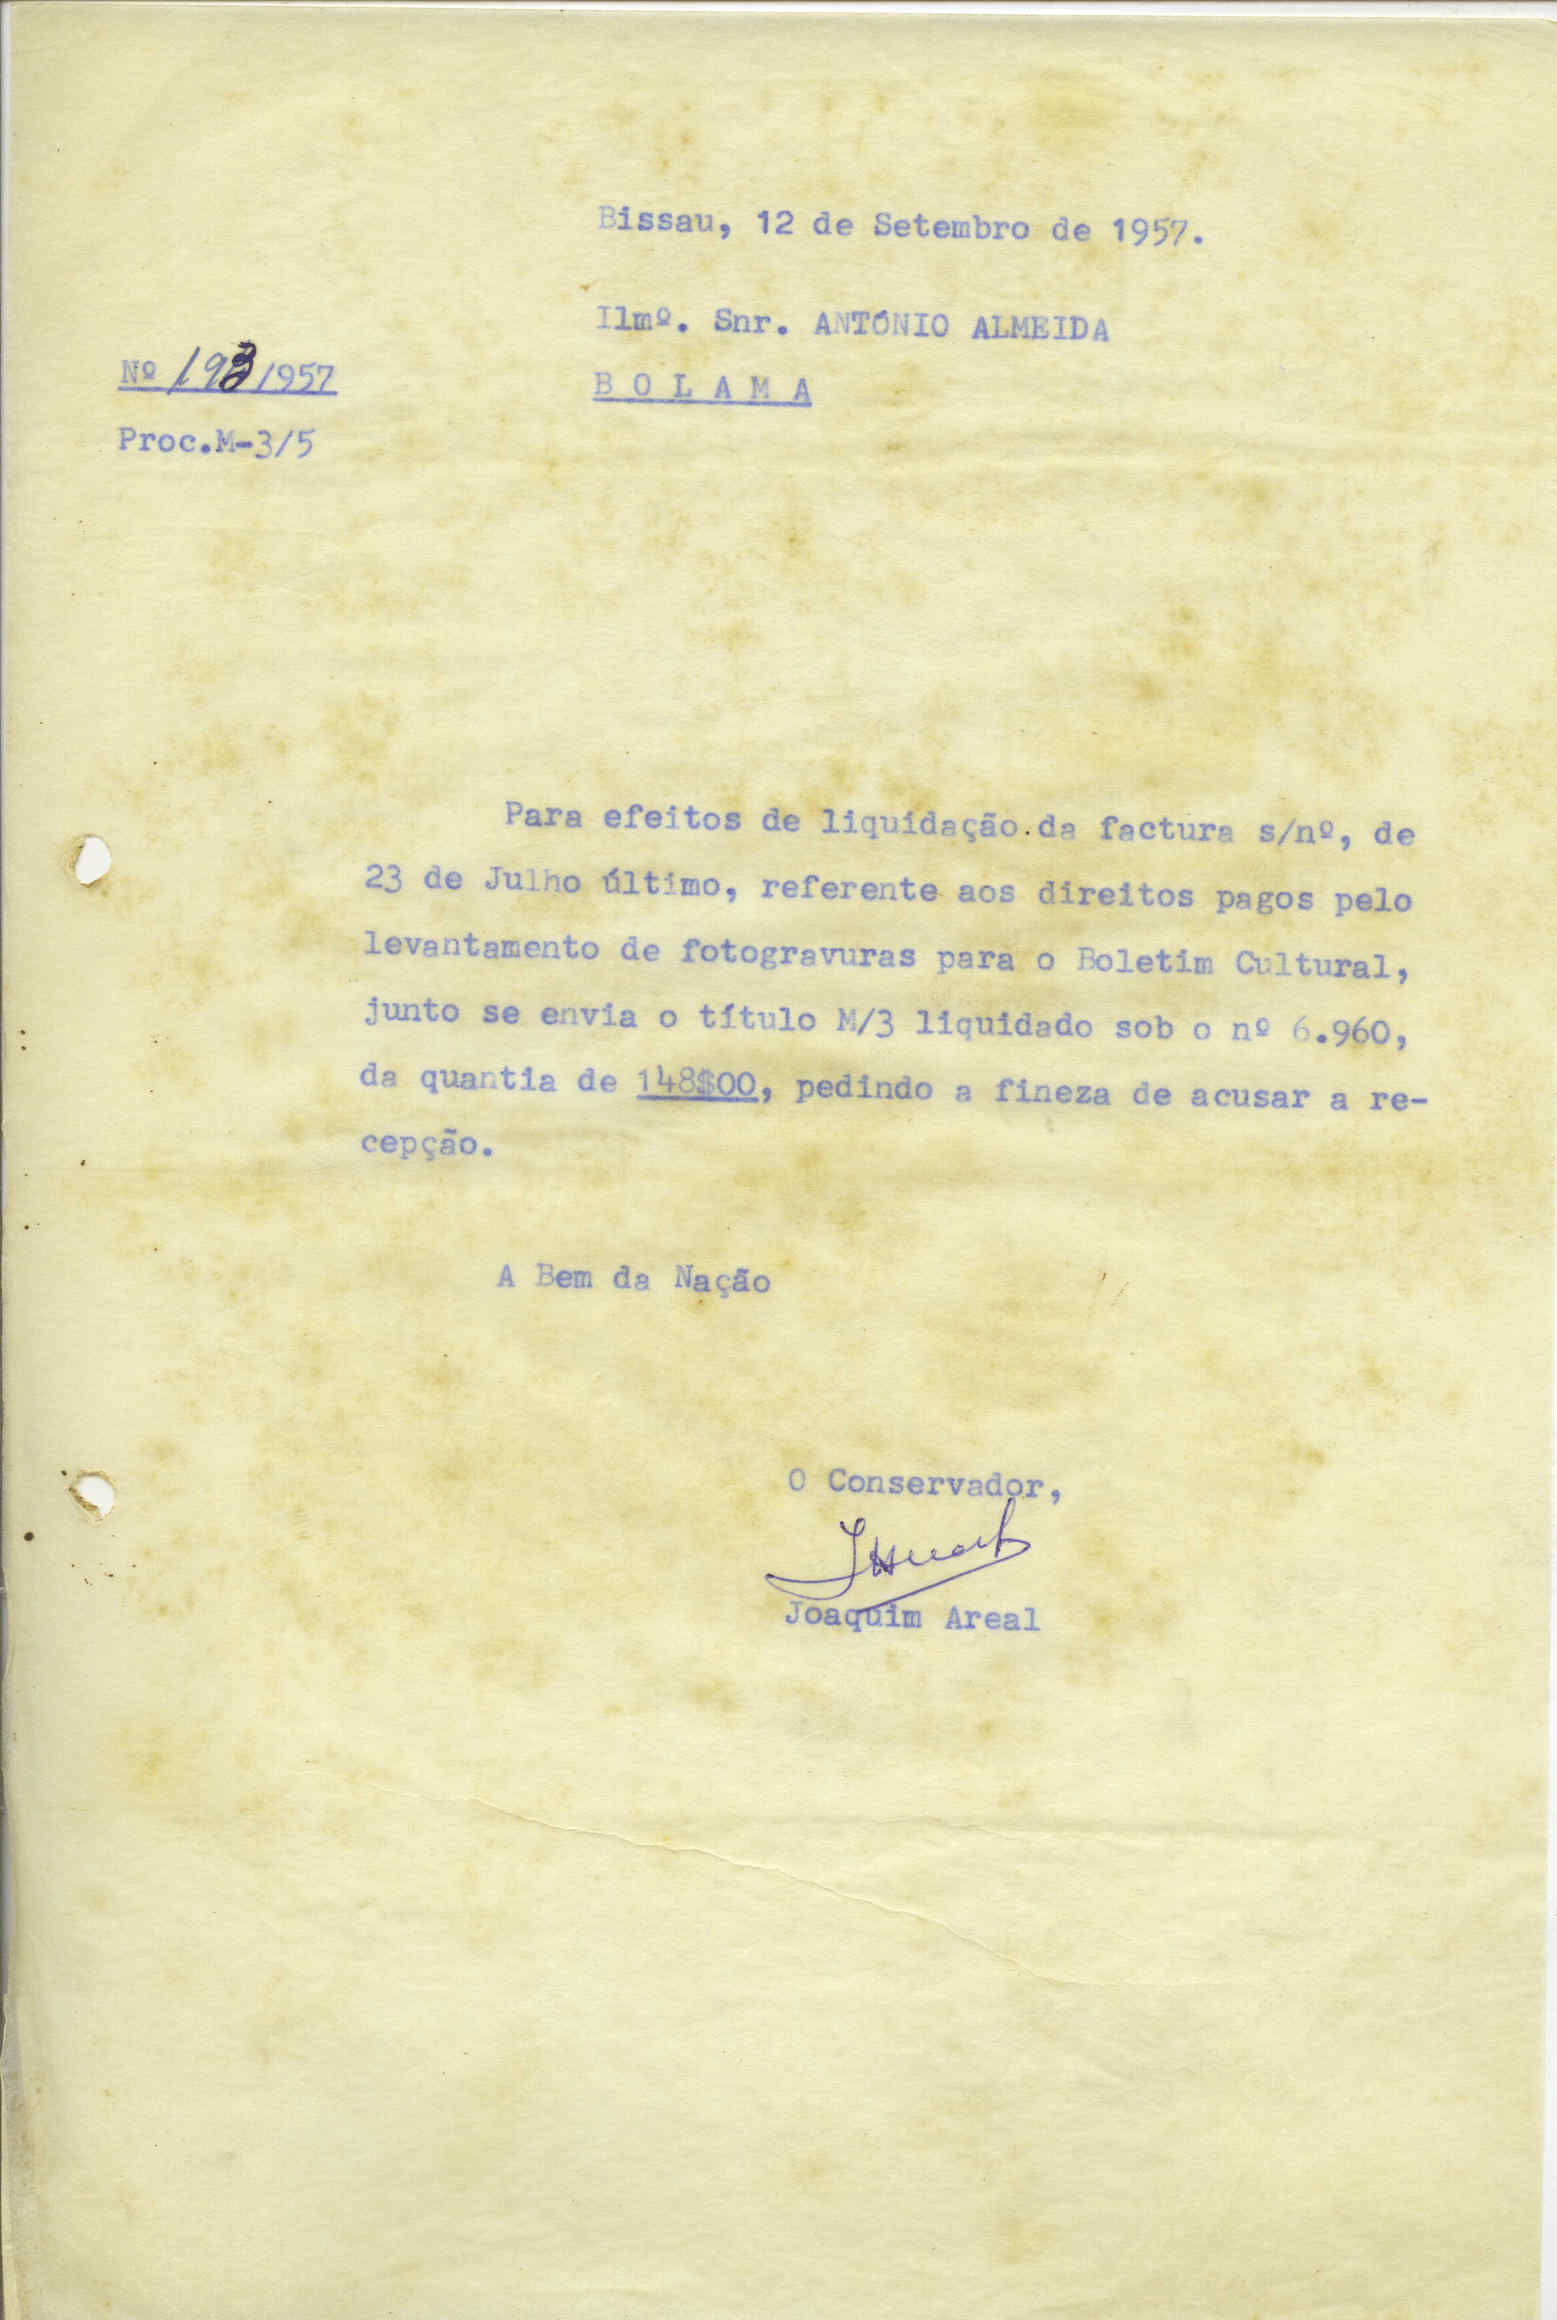 Bissau, 12 de Setembro de 1957.
Ilmº. Snr. ANTÓNIO ALMEIDA
Nº 193/1957
B O L A M A
Proc.M-3/5
Para efeitos de liquidação da factura s/nº, de
23 de Julho último, referente aos direitos pagos pelo
levantamento de fotogravuras para o Boletim Cultural,
junto se envia o título M/3 liquidado sob o nº 6.960,
da quantia de 148$00, pedindo a fineza de acusar a re-
cepção.
A Bem da Nação
O Conservador,
Joaquim Areal